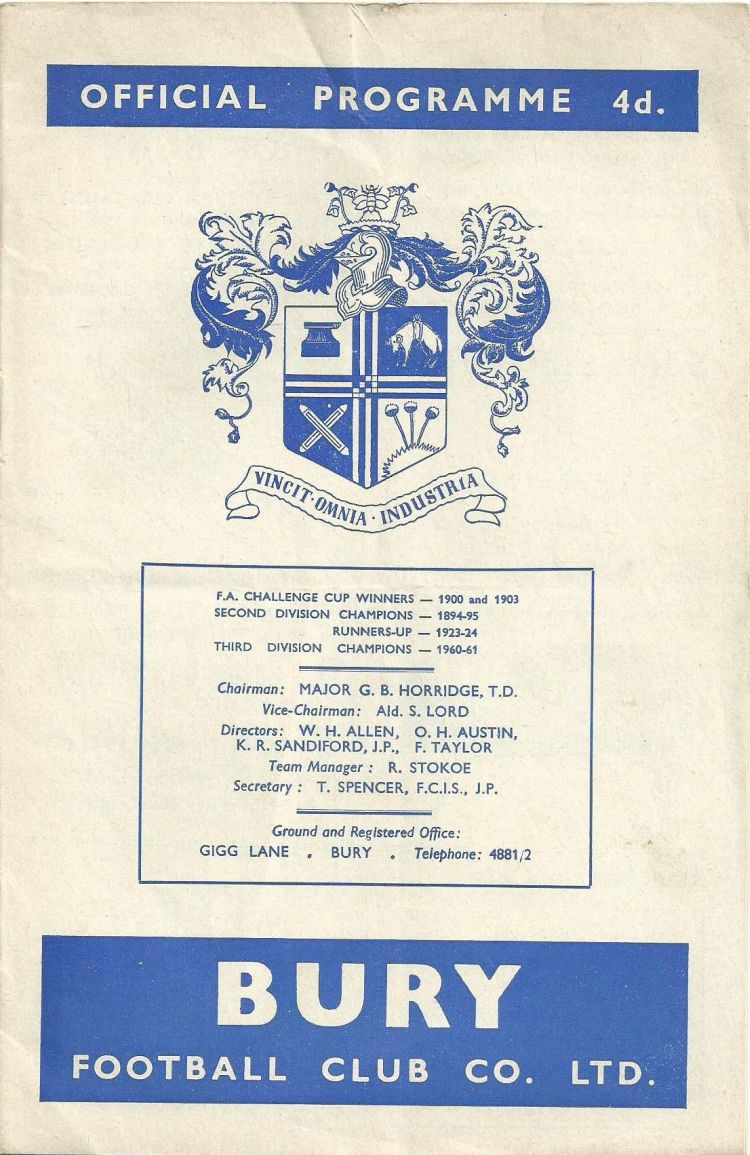 OFFICIAL PROGRAMME 4d.
VINCIT · OMNIA · INDUSTRIA
F.A. CHALLENGE CUP WINNERS — 1900 and 1903
SECOND DIVISION CHAMPIONS — 1894-95
RUNNERS-UP — 1923-24
THIRD DIVISION CHAMPIONS — 1960-61
Chairman: MAJOR G. B. HORRIDGE, T.D.
Vice-Chairman: Ald. S. LORD
Directors: W. H. ALLEN, O. H. AUSTIN,
K. R. SANDIFORD, J.P., F. TAYLOR
Team Manager : R. STOKOE
Secretary : T. SPENCER, F.C.I.S., J.P.
Ground and Registered Office:
GIGG LANE . BURY . Telephone: 4881/2
BURY
FOOTBALL CLUB CO. LTD.